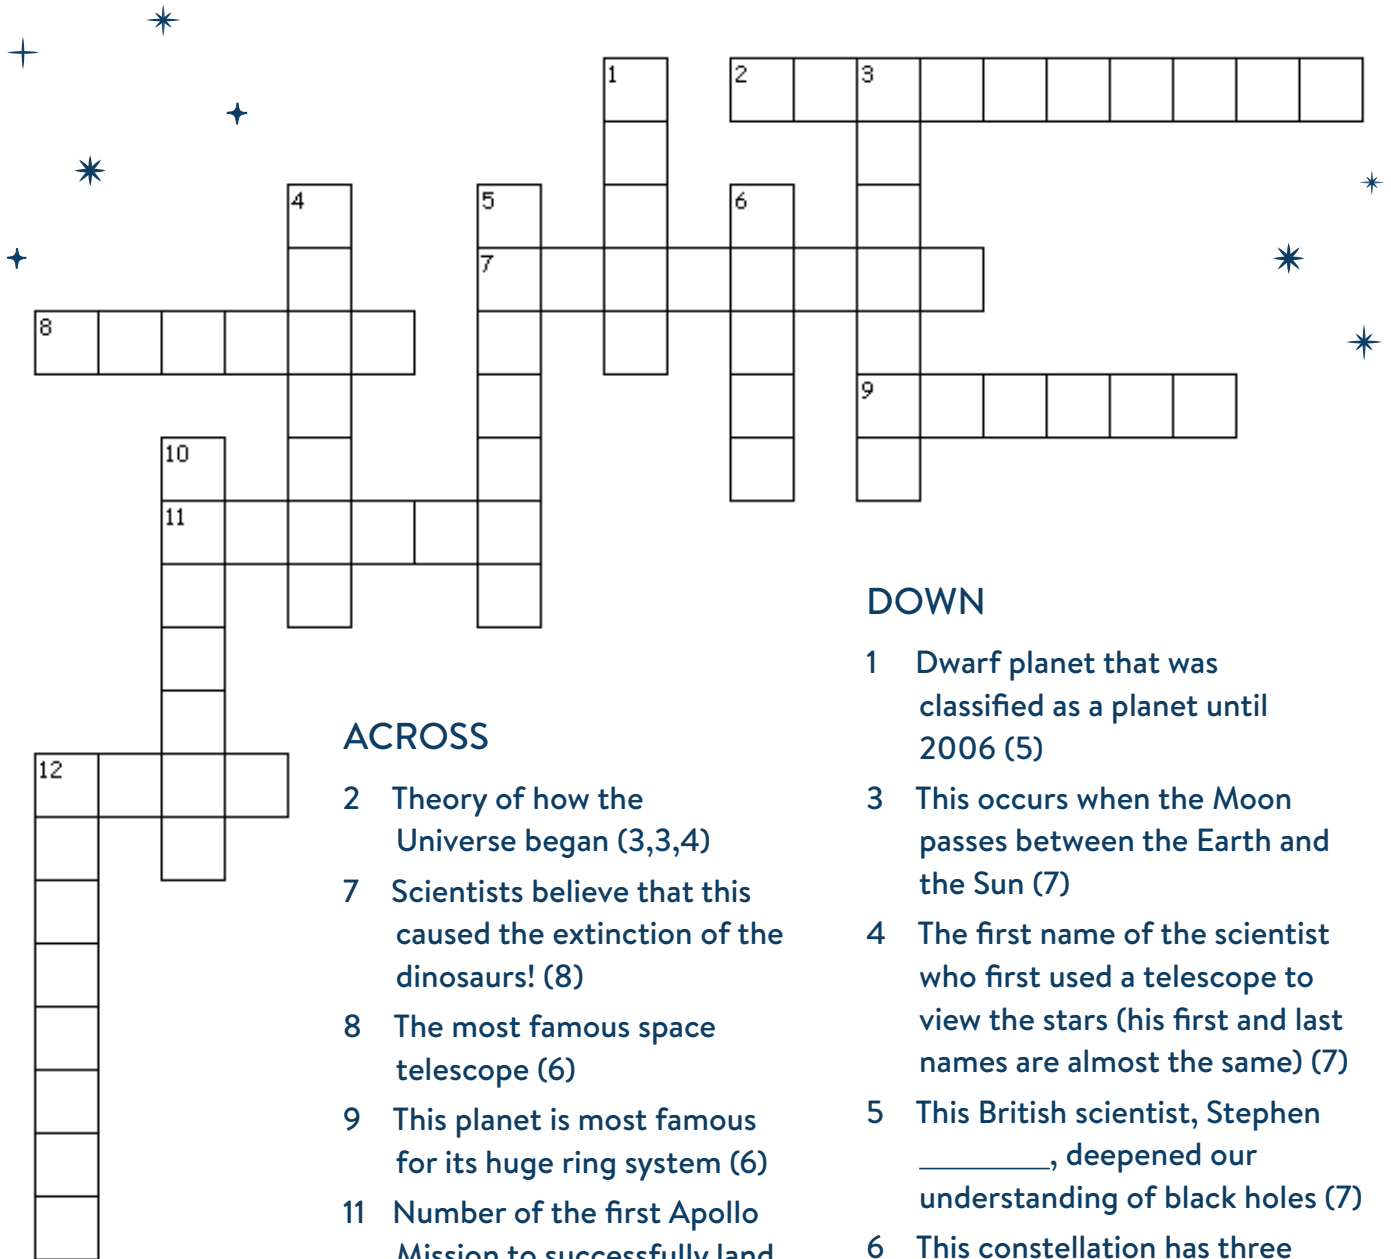 1
2
3
4
5
6
7
8
9
10
11
12
ACROSS
2 Theory of how the
Universe began (3,3,4)
7 Scientists believe that this
caused the extinction of the
dinosaurs! (8)
8 The most famous space
telescope (6)
9 This planet is most famous
for its huge ring system (6)
11 Number of the first Apollo
Mission to successfully land
DOWN
1 Dwarf planet that was
classified as a planet until
2006 (5)
3 This occurs when the Moon
passes between the Earth and
the Sun (7)
4 The first name of the scientist
who first used a telescope to
view the stars (his first and last
names are almost the same) (7)
5 This British scientist, Stephen
________, deepened our
understanding of black holes (7)
6 This constellation has three